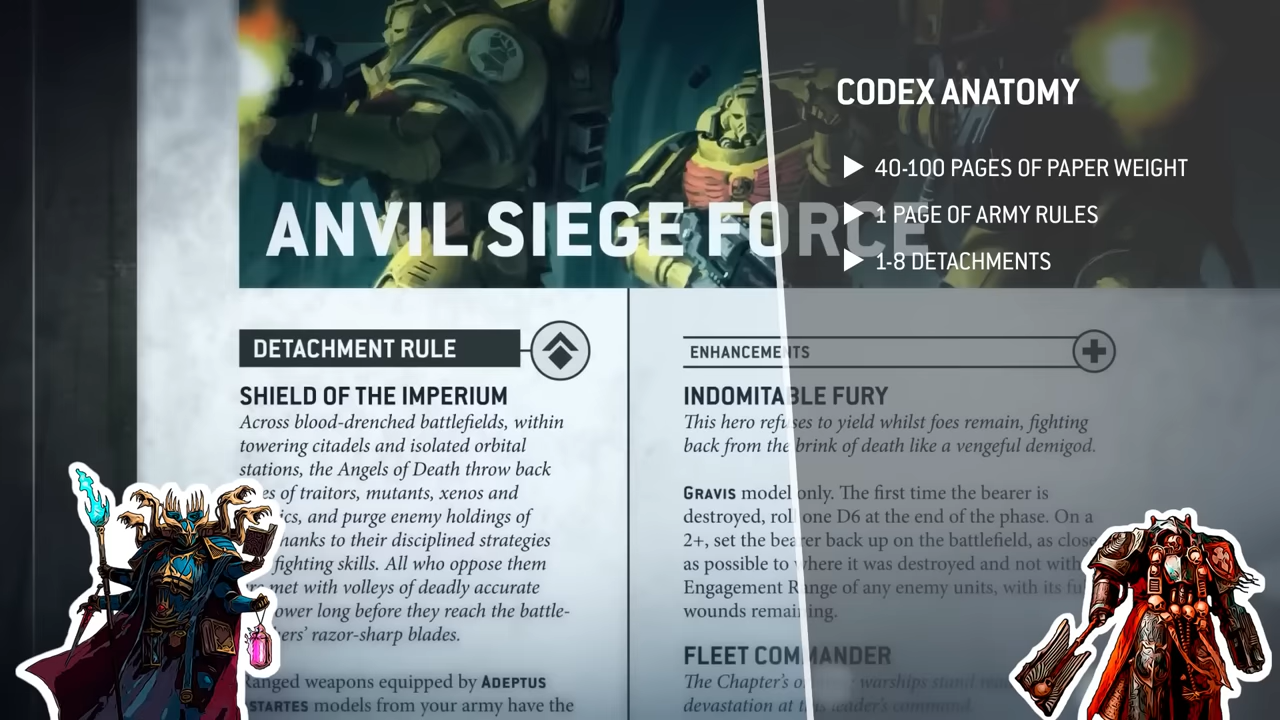 ANVIL SIEGE FORCE
CODEX ANATOMY
40-100 PAGES OF PAPER WEIGHT
1 PAGE OF ARMY RULES
1-8 DETACHMENTS
DETACHMENT RULE
SHIELD OF THE IMPERIUM
Across blood-drenched battlefields, within
towering citadels and isolated orbital
stations, the Angels of Death throw back
of traitors, mutants, xenos and
and purge enemy holdings of
to their disciplined strategies
fighting skills. All who oppose them
met with volleys of deadly accurate
long before they reach the battle-
razor-sharp blades.
Ranged weapons equipped by ADEPTUS
models from your army have the
ENHANCEMENTS
INDOMITABLE FURY
This hero refuses to yield whilst foes remain, fighting
back from the brink of death like a vengeful demigod.
GRAVIS model only. The first time the bearer is
destroyed, roll one D6 at the end of the phase. On a
2+, set the bearer back up on the battlefield, as close
as possible to where it was destroyed and not
Engagement Range of any enemy units, with its
wounds remaining.
FLEET COMMANDER
The Chapter's warships stand
devastation at this leader's command.